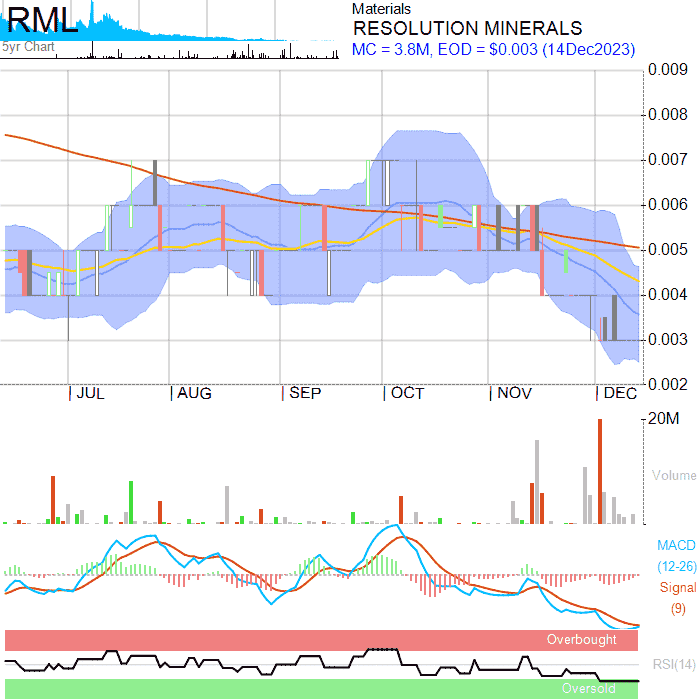 RML
5yr Chart
Materials
RESOLUTION MINERALS
MC = 3.8M, EOD = $0.003 (14Dec2023)
0.009
0.008
0.007
0.006
0.005
0.004
0.003
0.002
JUL AUG SEP OCT NOV DEC
20M
Volume
MACD
(12-26)
Signal
(9)
Overbought
RSI(14)
Oversold